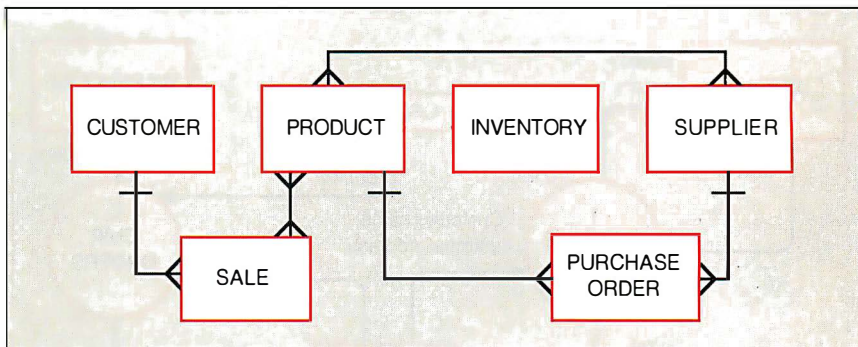 CUSTOMER
PRODUCT
INVENTORY
SUPPLIER
SALE
PURCHASE
ORDER